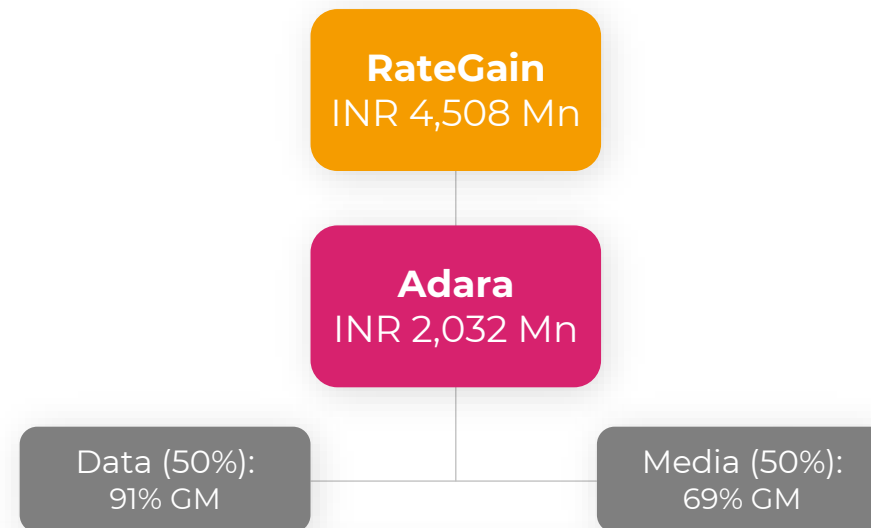 RateGain
INR 4,508 Mn
Adara
INR 2,032 Mn
Data (50%):
91% GM
Media (50%):
69% GM